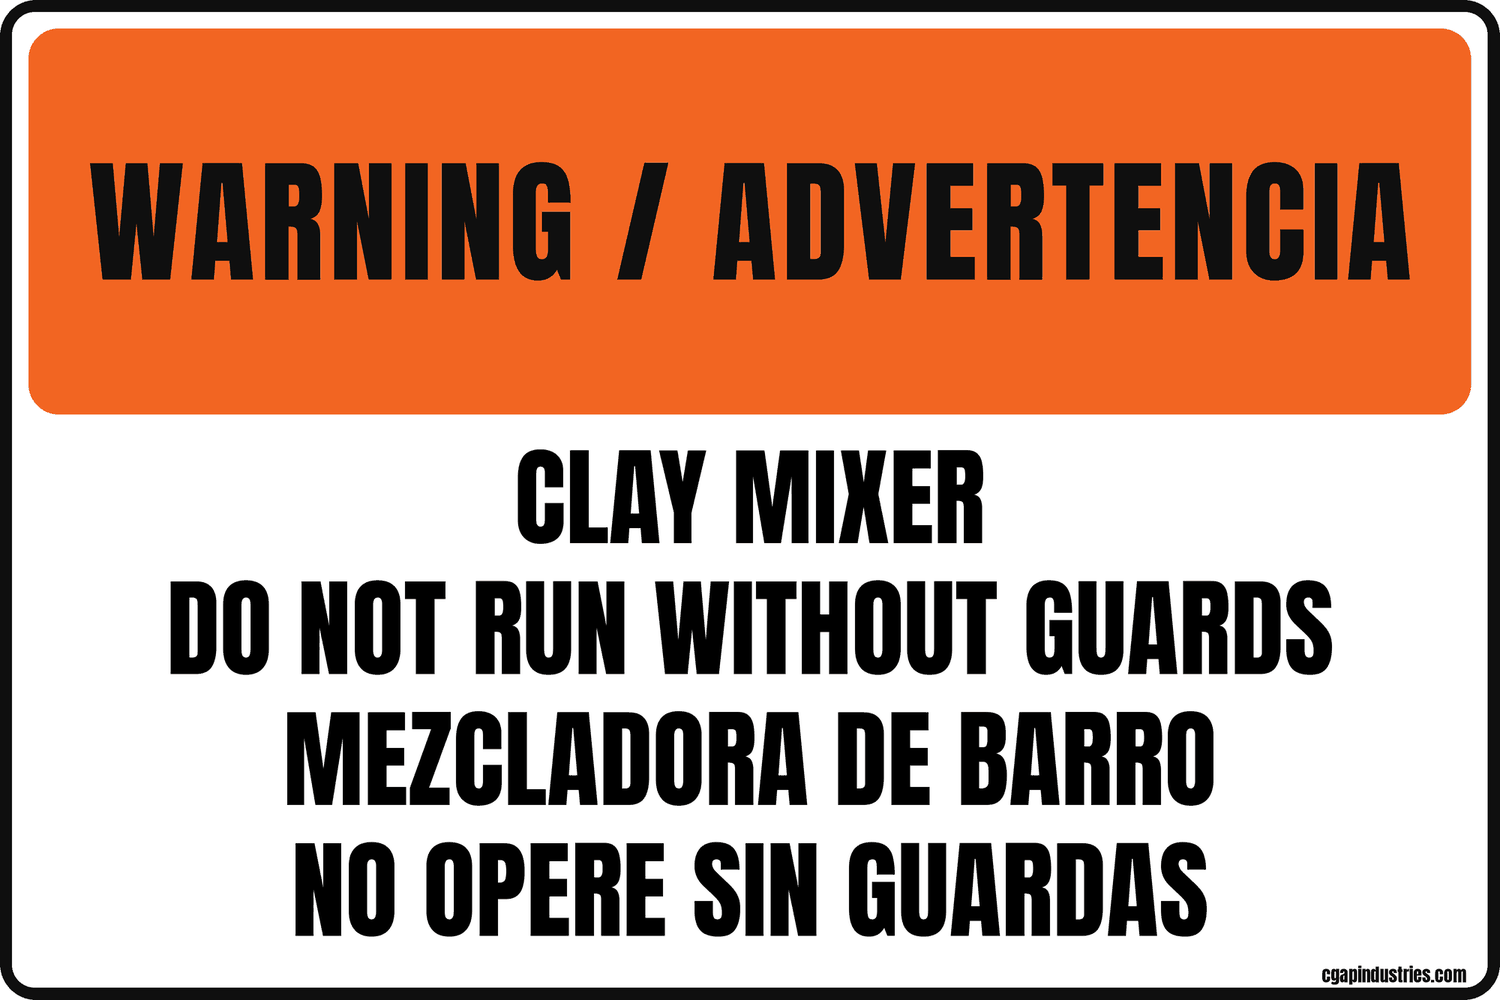 WARNING / ADVERTENCIA
CLAY MIXER
DO NOT RUN WITHOUT GUARDS
MEZCLADORA DE BARRO
NO OPERE SIN GUARDAS
cgapindustries.com